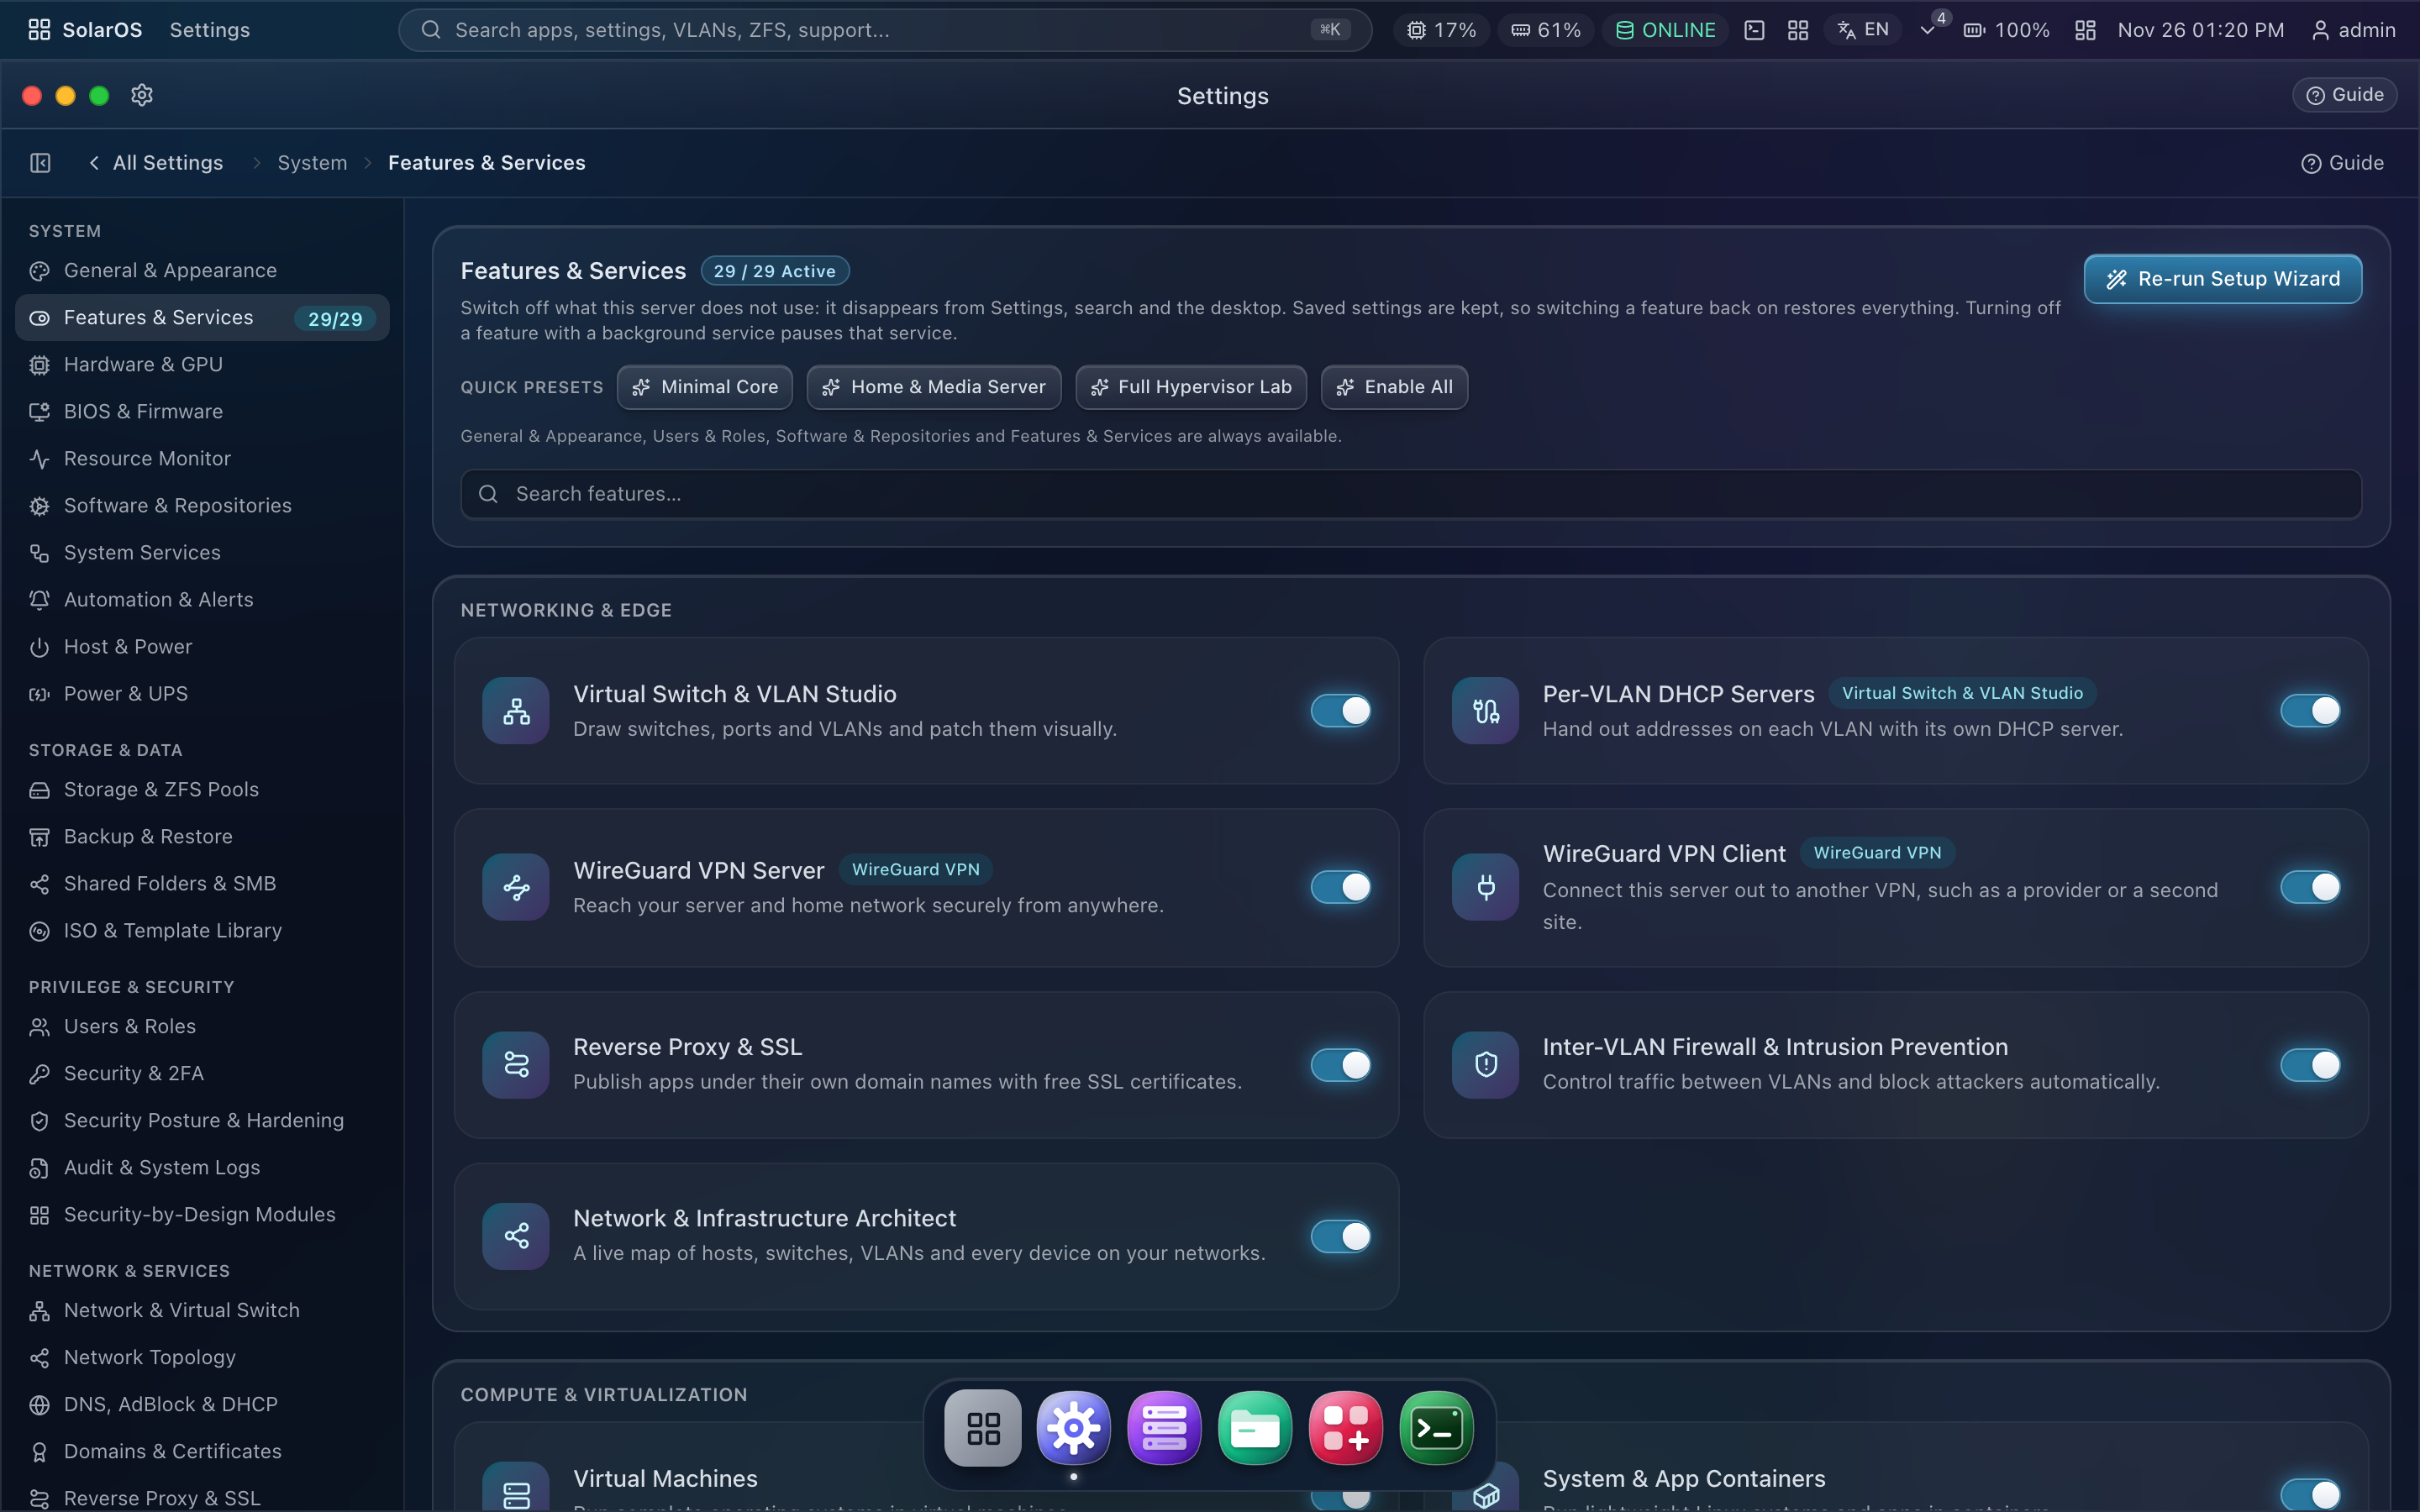 SolarOS
Settings
Search apps, settings, VLANs, ZFS, support...
⌘K
17%
61%
ONLINE
EN
4
100%
Nov 26 01:20 PM
admin
Settings
Guide
All Settings
System
Features & Services
Guide
SYSTEM
General & Appearance
Features & Services
29/29
Hardware & GPU
BIOS & Firmware
Resource Monitor
Software & Repositories
System Services
Automation & Alerts
Host & Power
Power & UPS
STORAGE & DATA
Storage & ZFS Pools
Backup & Restore
Shared Folders & SMB
ISO & Template Library
PRIVILEGE & SECURITY
Users & Roles
Security & 2FA
Security Posture & Hardening
Audit & System Logs
Security-by-Design Modules
NETWORK & SERVICES
Network & Virtual Switch
Network Topology
DNS, AdBlock & DHCP
Domains & Certificates
Reverse Proxy & SSL
Features & Services
29 / 29 Active
Re-run Setup Wizard
Switch off what this server does not use: it disappears from Settings, search and the desktop. Saved settings are kept, so switching a feature back on restores everything. Turning off
a feature with a background service pauses that service.
QUICK PRESETS
Minimal Core
Home & Media Server
Full Hypervisor Lab
Enable All
General & Appearance, Users & Roles, Software & Repositories and Features & Services are always available.
Search features...
NETWORKING & EDGE
Virtual Switch & VLAN Studio
Draw switches, ports and VLANs and patch them visually.
Per-VLAN DHCP Servers
Virtual Switch & VLAN Studio
Hand out addresses on each VLAN with its own DHCP server.
WireGuard VPN Server
WireGuard VPN
Reach your server and home network securely from anywhere.
WireGuard VPN Client
WireGuard VPN
Connect this server out to another VPN, such as a provider or a second
site.
Reverse Proxy & SSL
Publish apps under their own domain names with free SSL certificates.
Inter-VLAN Firewall & Intrusion Prevention
Control traffic between VLANs and block attackers automatically.
Network & Infrastructure Architect
A live map of hosts, switches, VLANs and every device on your networks.
COMPUTE & VIRTUALIZATION
Virtual Machines
System & App Containers